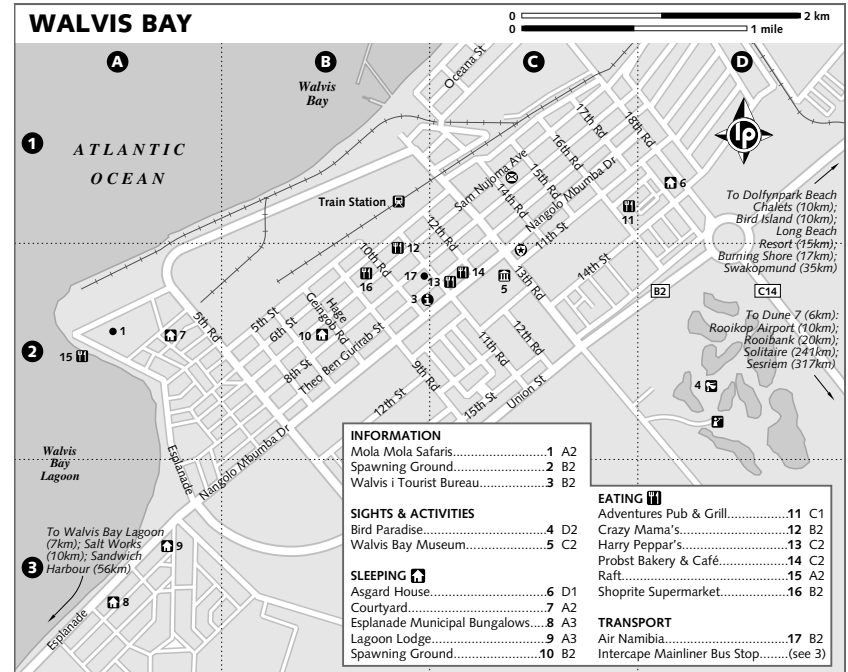 WALVIS BAY
0 2 km
0 1 mile
A
B
C
D
Oceana St
Walvis
Bay
1
ATLANTIC
OCEAN
17th Rd
18th Rd
16th Rd
Sam Nujoma Ave
15th Rd
14th Rd
Nangolo Mbumba Dr
lp
6
Train Station
11
12th Rd
11th St
To Dolfynpark Beach
Chalets (10km);
Bird Island (10km);
Long Beach
Resort (15km);
Burning Shore (17km);
Swakopmund (35km)
12
10th Rd
16
17
13
14
5
3
13th Rd
14th St
B2
C14
2
1
7
15
5th Rd
5th St
6th St
Hage
Geingob Rd
10
8th St
Theo Ben Gurirab St
9th Rd
11th Rd
12th Rd
12th St
15th St
Union St
To Dune 7 (6km);
Rooikop Airport (10km);
Rooibank (20km);
Solitaire (241km);
Sesriem (317km)
4
Walvis
Bay
Lagoon
Esplanade
Nangolo Mbumba Dr
To Walvis Bay Lagoon
(7km); Salt Works
(10km); Sandwich
Harbour (56km)
3
9
8
Esplanade
INFORMATION
Mola Mola Safaris.....................1 A2
Spawning Ground.....................2 B2
Walvis i Tourist Bureau..............3 B2
SIGHTS & ACTIVITIES
Bird Paradise............................4 D2
Walvis Bay Museum..................5 C2
SLEEPING
Asgard House...........................6 D1
Courtyard.................................7 A2
Esplanade Municipal Bungalows....8 A3
Lagoon Lodge...........................9 A3
Spawning Ground...................10 B2
EATING
Adventures Pub & Grill.............11 C1
Crazy Mama's.........................12 B2
Harry Peppar's.......................13 C2
Probst Bakery & Café..............14 C2
Raft........................................15 A2
Shoprite Supermarket.............16 B2
TRANSPORT
Air Namibia............................17 B2
Intercape Mainliner Bus Stop.......(see 3)